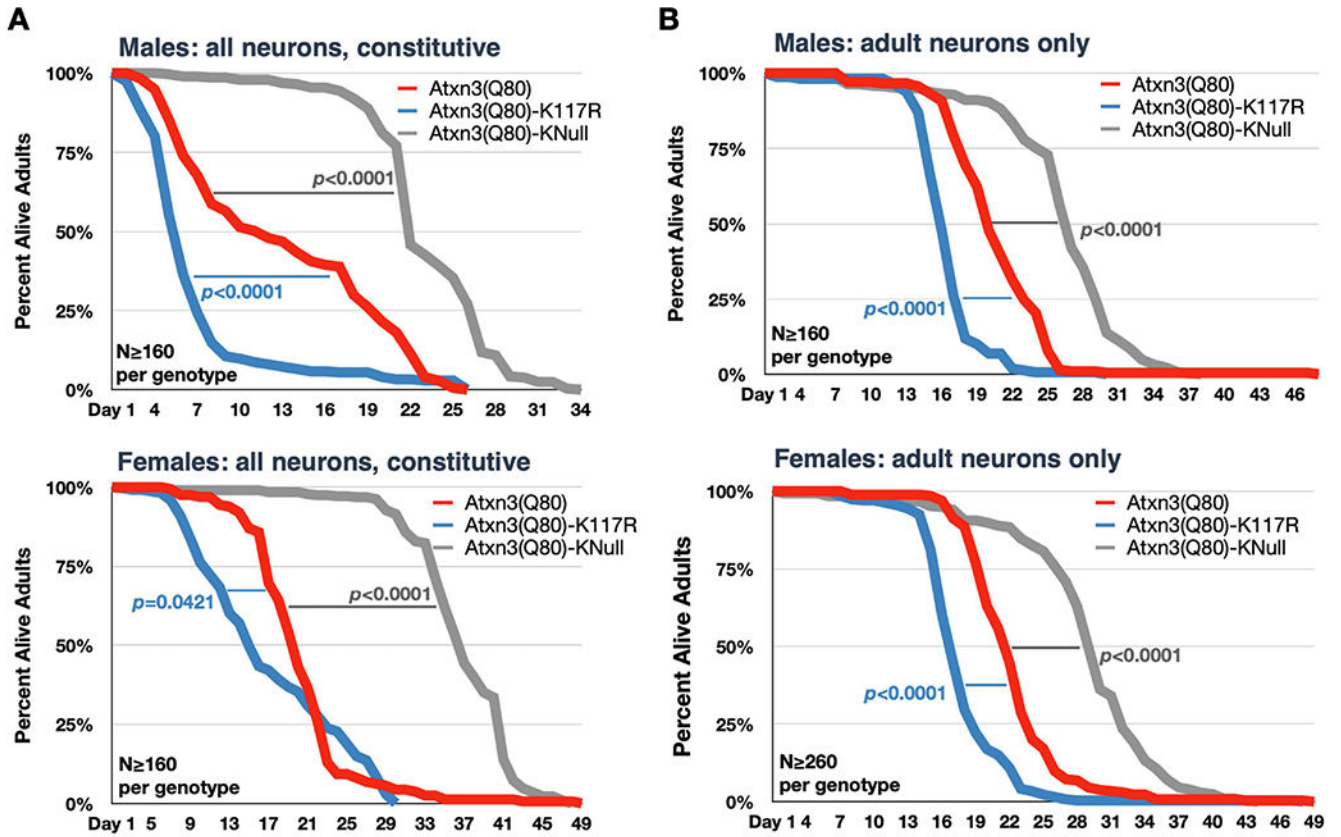 A
Males: all neurons, constitutive
Percent Alive Adults
100%
75%
50%
25%
0%
Atxn3(Q80)
Atxn3(Q80)-K117R
Atxn3(Q80)-KNull
p<0.0001
p<0.0001
N≥160
per genotype
Day 1 4 7 10 13 16 19 22 25 28 31 34
Females: all neurons, constitutive
Percent Alive Adults
100%
75%
50%
25%
0%
Atxn3(Q80)
Atxn3(Q80)-K117R
Atxn3(Q80)-KNull
p=0.0421
p<0.0001
N≥160
per genotype
Day 1 5 9 13 17 21 25 29 33 37 41 45 49
B
Males: adult neurons only
Percent Alive Adults
100%
75%
50%
25%
0%
Atxn3(Q80)
Atxn3(Q80)-K117R
Atxn3(Q80)-KNull
p<0.0001
p<0.0001
N≥160
per genotype
Day 1 4 7 10 13 16 19 22 25 28 31 34 37 40 43 46
Females: adult neurons only
Percent Alive Adults
100%
75%
50%
25%
0%
Atxn3(Q80)
Atxn3(Q80)-K117R
Atxn3(Q80)-KNull
p<0.0001
p<0.0001
N≥260
per genotype
Day 1 4 7 10 13 16 19 22 25 28 31 34 37 40 43 46 49